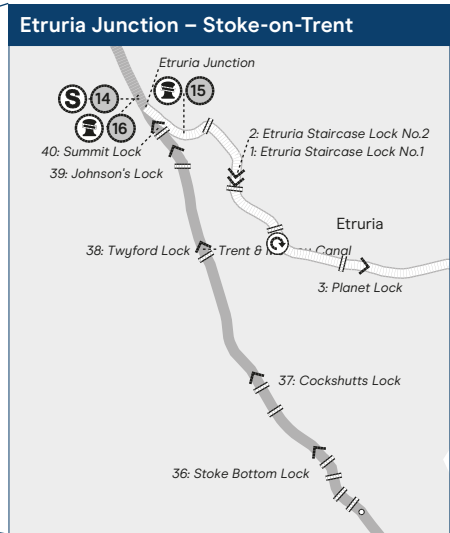 Etruria Junction – Stoke-on-Trent
Etruria Junction
S 14
15
16
2: Etruria Staircase Lock No.2
1: Etruria Staircase Lock No.1
40: Summit Lock
39: Johnson's Lock
Etruria
38: Twyford Lock
Trent & Canal
3: Planet Lock
37: Cockshutts Lock
36: Stoke Bottom Lock